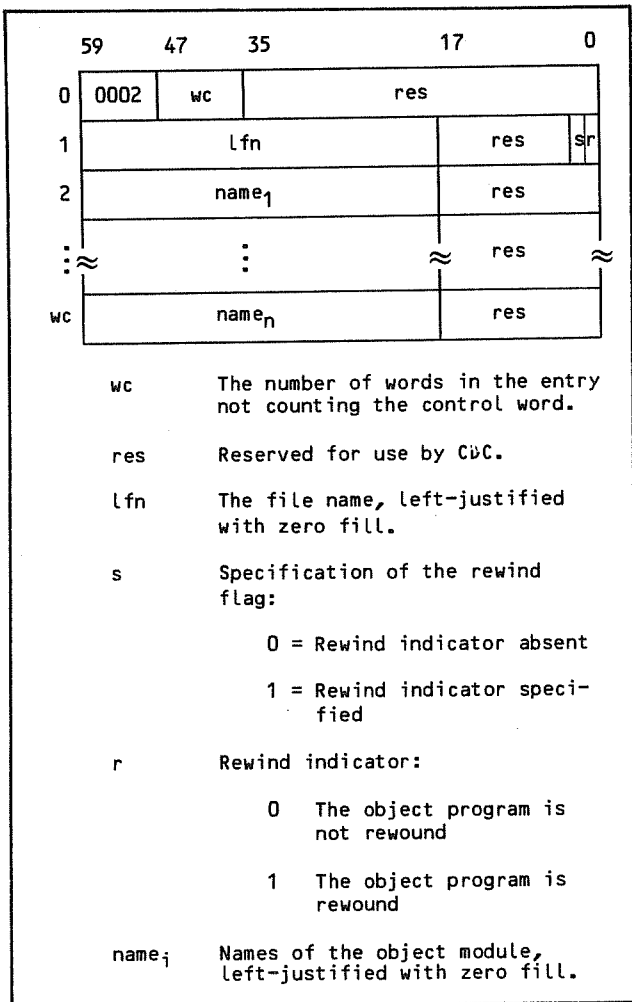 59 47 35 17 0
0 0002 wc res
1 lfn res s r
2 name1 res
⋮ ≈ ⋮ ≈ res ≈
wc namen res
wc The number of words in the entry
not counting the control word.
res Reserved for use by CDC.
lfn The file name, left-justified
with zero fill.
s Specification of the rewind
flag:
0 = Rewind indicator absent
1 = Rewind indicator speci-
fied
r Rewind indicator:
0 The object program is
not rewound
1 The object program is
rewound
namei Names of the object module,
left-justified with zero fill.